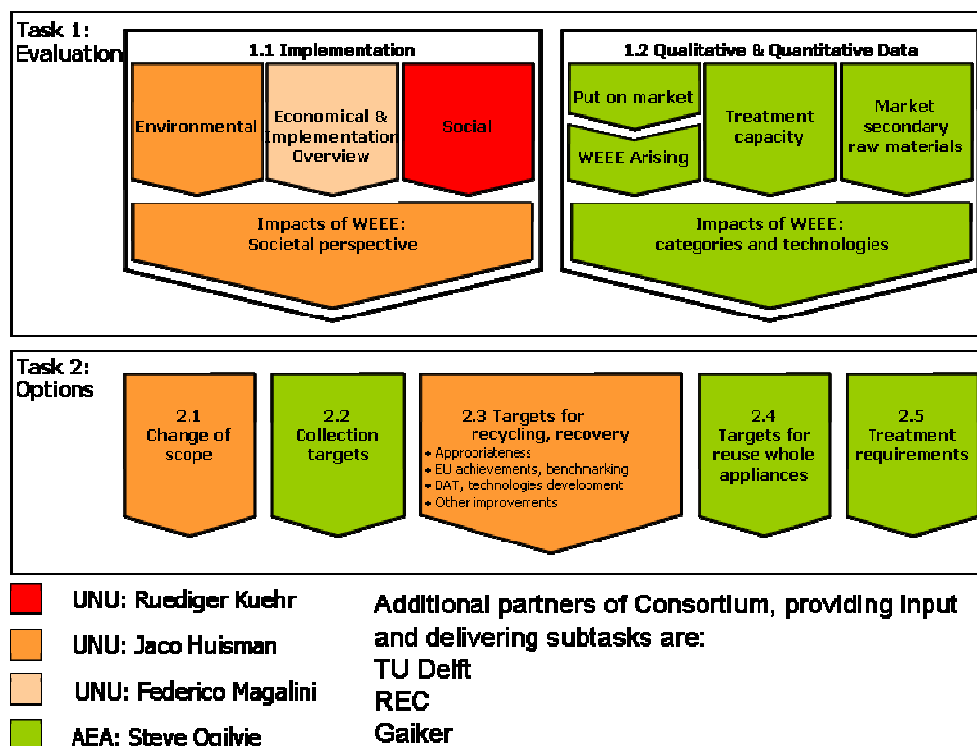 Task 1:
Evaluation
1.1 Implementation
Environmental
Economical &
Implementation
Overview
Social
Impacts of WEEE:
Societal perspective
1.2 Qualitative & Quantitative Data
Put on market
WEEE Arising
Treatment
capacity
Market
secondary
raw materials
Impacts of WEEE:
categories and technologies
Task 2:
Options
2.1
Change of
scope
2.2
Collection
targets
2.3 Targets for
recycling, recovery
• Appropriateness
• EU achievements, benchmarking
• BAT, technologies development
• Other improvements
2.4
Targets for
reuse whole
appliances
2.5
Treatment
requirements
UNU: Ruediger Kuehr
UNU: Jaco Huisman
UNU: Federico Magalini
AEA: Steve Ogilvie
Additional partners of Consortium, providing input
and delivering subtasks are:
TU Delft
REC
Gaiker